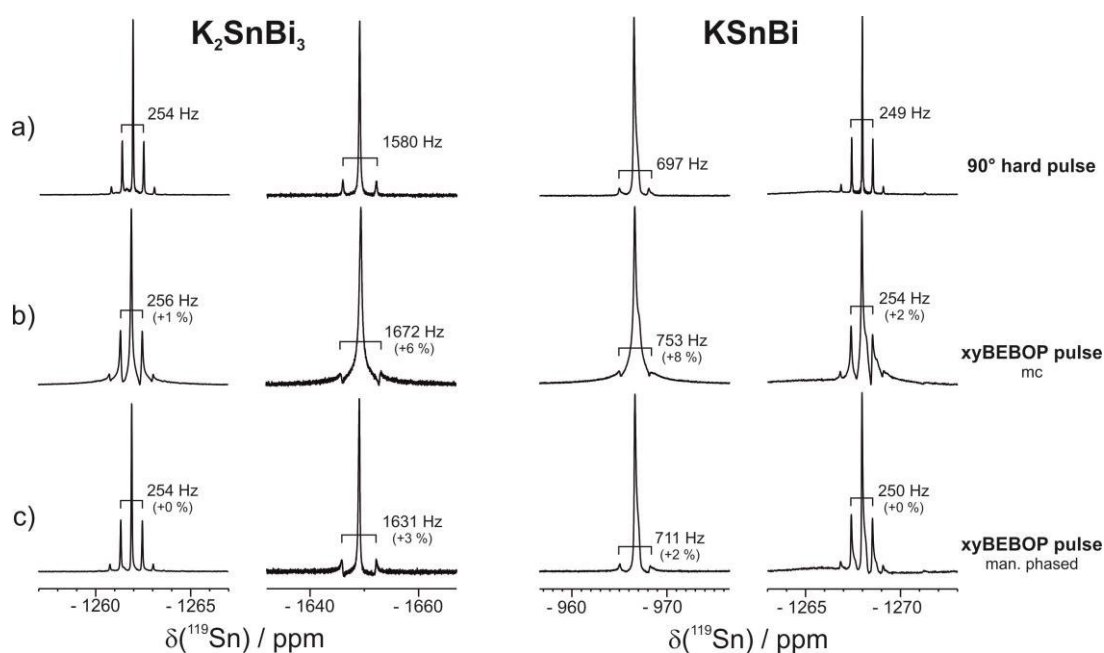 K₂SnBi₃
KSnBi
a)
254 Hz
1580 Hz
697 Hz
249 Hz
90° hard pulse
b)
256 Hz
(+1 %)
1672 Hz
(+6 %)
753 Hz
(+8 %)
254 Hz
(+2 %)
xyBEBOP pulse
mc
c)
254 Hz
(+0 %)
1631 Hz
(+3 %)
711 Hz
(+2 %)
250 Hz
(+0 %)
xyBEBOP pulse
man. phased
- 1260 - 1265 - 1640 - 1660 - 960 - 970 - 1265 - 1270
δ(¹¹⁹Sn) / ppm δ(¹¹⁹Sn) / ppm